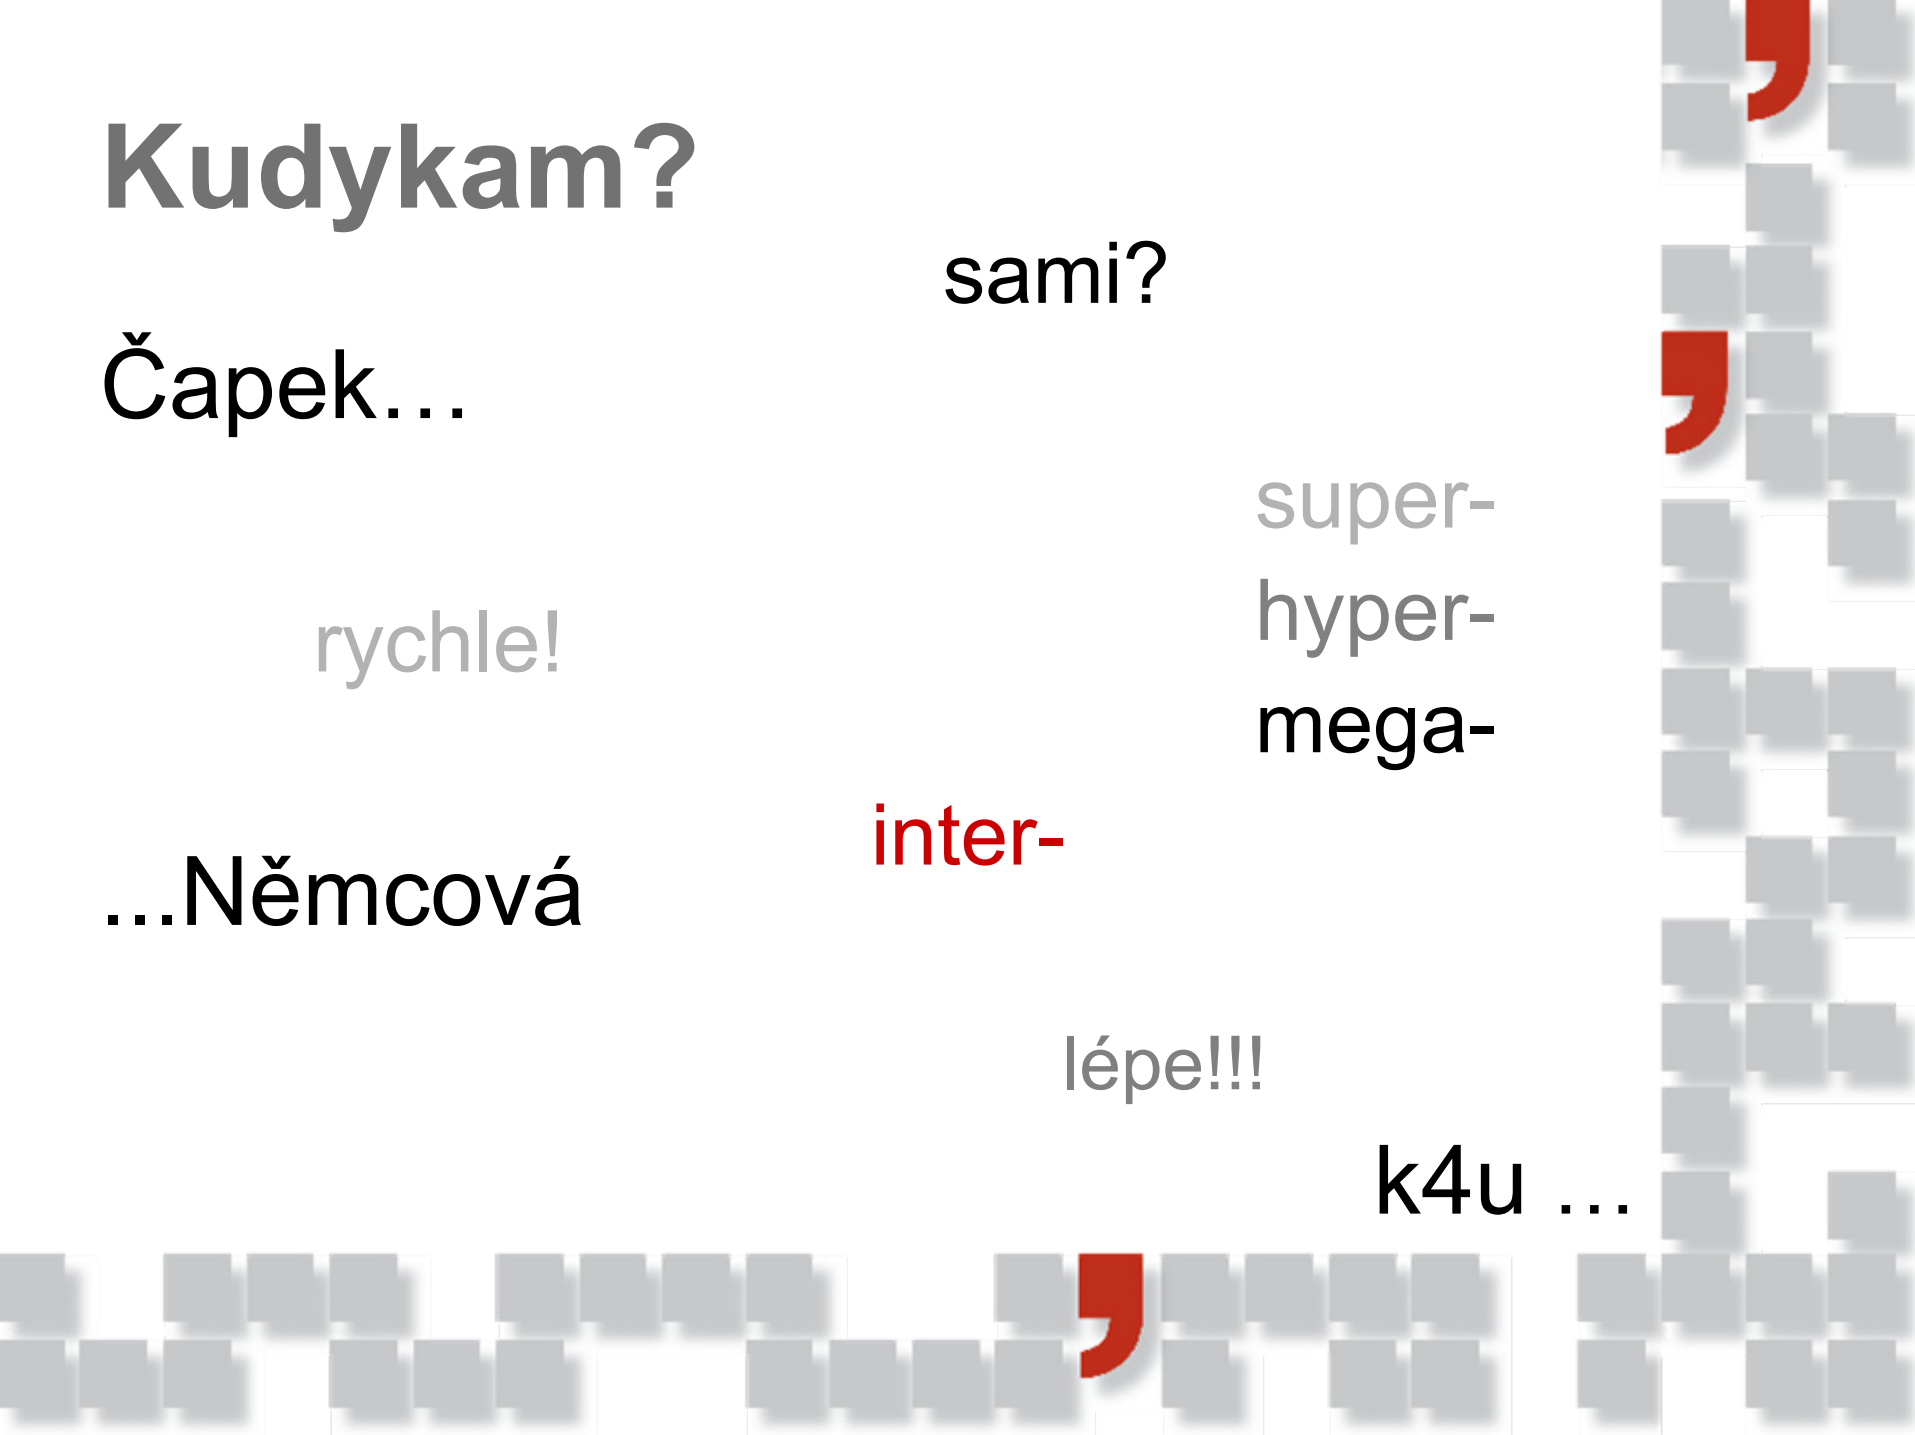 Kudykam?
sami?
Čapek…
super-
rychle!
hyper-
mega-
inter-
...Němcová
lépe!!!
k4u …